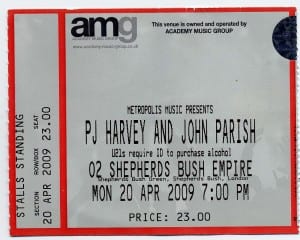 amg
ACADEMY MUSIC GROUP
www.academy-music-group.co.uk
This venue is owned and operated by
ACADEMY MUSIC GROUP
METROPOLIS MUSIC PRESENTS
PJ HARVEY AND JOHN PARISH
U21s require ID to purchase alcohol
O2 SHEPHERDS BUSH EMPIRE
Shepherds Bush Green, Shepherds Bush, London
MON 20 APR 2009 7:00 PM
PRICE: 23.00
STALLS STANDING
SECTION ROW/BOX SEAT
20 APR 2009 23.00